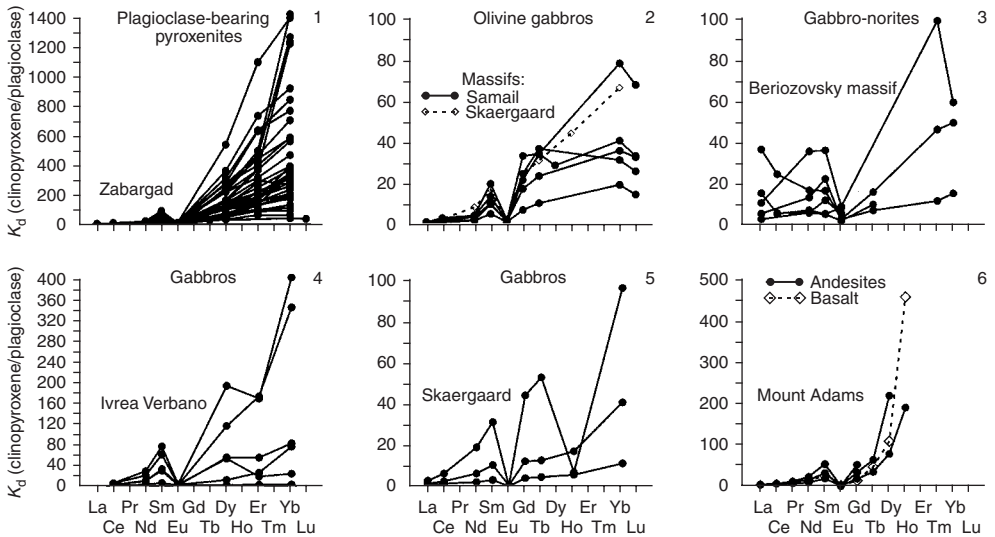 Plagioclase-bearing pyroxenites 1
Zabargad
K_d (clinopyroxene/plagioclase)
1400
1200
1000
800
600
400
200
0
Olivine gabbros 2
Massifs:
Samail
Skaergaard
100
80
60
40
20
0
Gabbro-norites 3
Beriozovsky massif
100
80
60
40
20
0
Gabbros 4
Ivrea Verbano
K_d (clinopyroxene/plagioclase)
400
360
320
280
240
200
160
120
80
40
0
La Pr Sm Gd Dy Er Yb
Ce Nd Eu Tb Ho Tm Lu
Gabbros 5
Skaergaard
100
80
60
40
20
0
La Pr Sm Gd Dy Er Yb
Ce Nd Eu Tb Ho Tm Lu
6
Andesites
Basalt
Mount Adams
500
400
300
200
100
0
La Pr Sm Gd Dy Er Yb
Ce Nd Eu Tb Ho Tm Lu